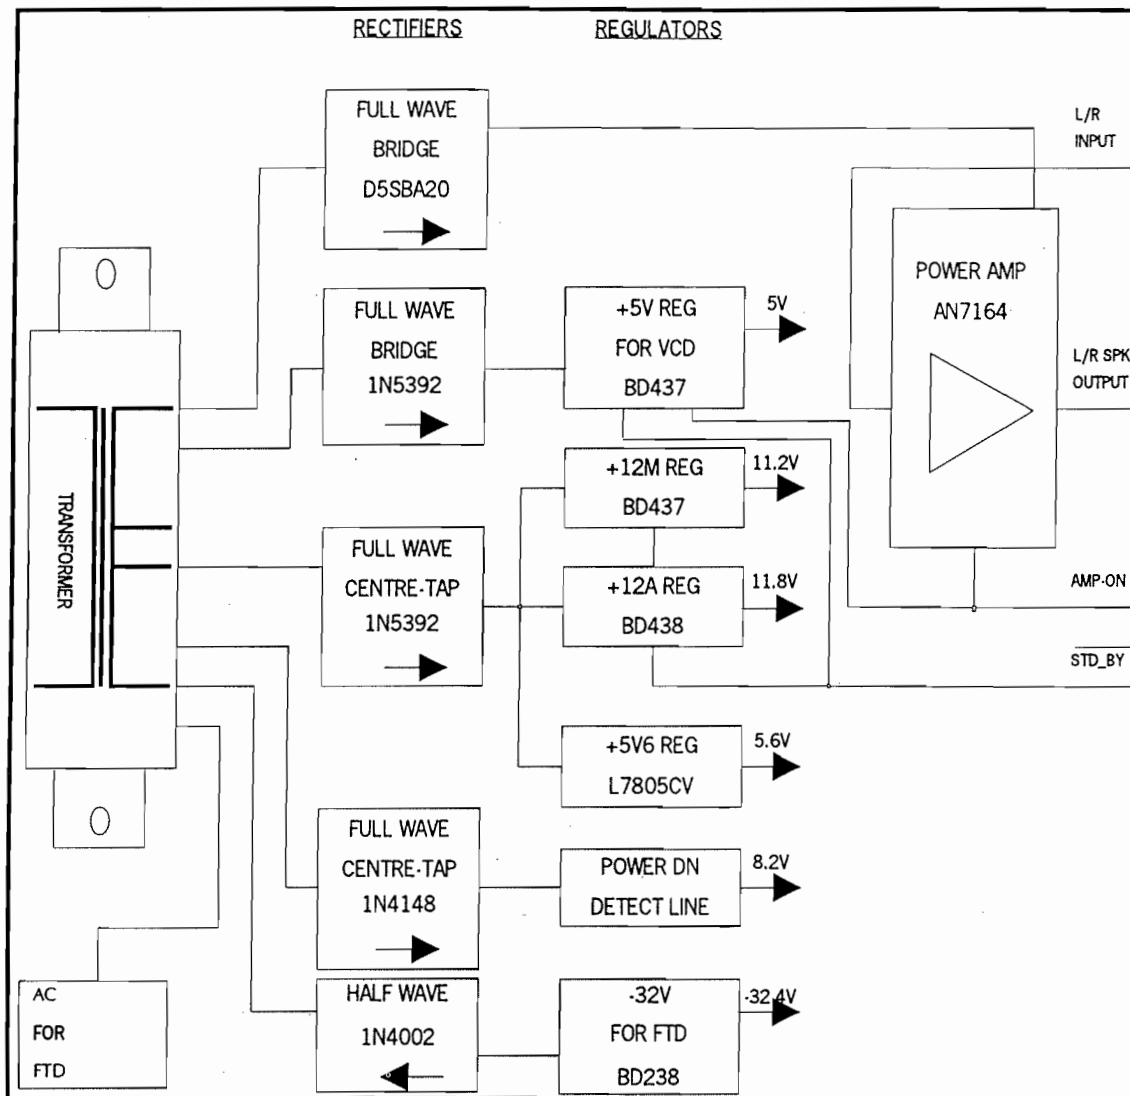 RECTIFIERS
REGULATORS
FULL WAVE
BRIDGE
D5SBA20
L/R
INPUT
POWER AMP
AN7164
FULL WAVE
BRIDGE
1N5392
+5V REG
FOR VCD
BD437
5V
L/R SPK
OUTPUT
TRANSFORMER
+12M REG
BD437
11.2V
FULL WAVE
CENTRE-TAP
1N5392
+12A REG
BD438
11.8V
AMP-ON
STD_BY
+5V6 REG
L7805CV
5.6V
FULL WAVE
CENTRE-TAP
1N4148
POWER DN
DETECT LINE
8.2V
AC
FOR
FTD
HALF WAVE
1N4002
-32V
FOR FTD
BD238
-32.4V